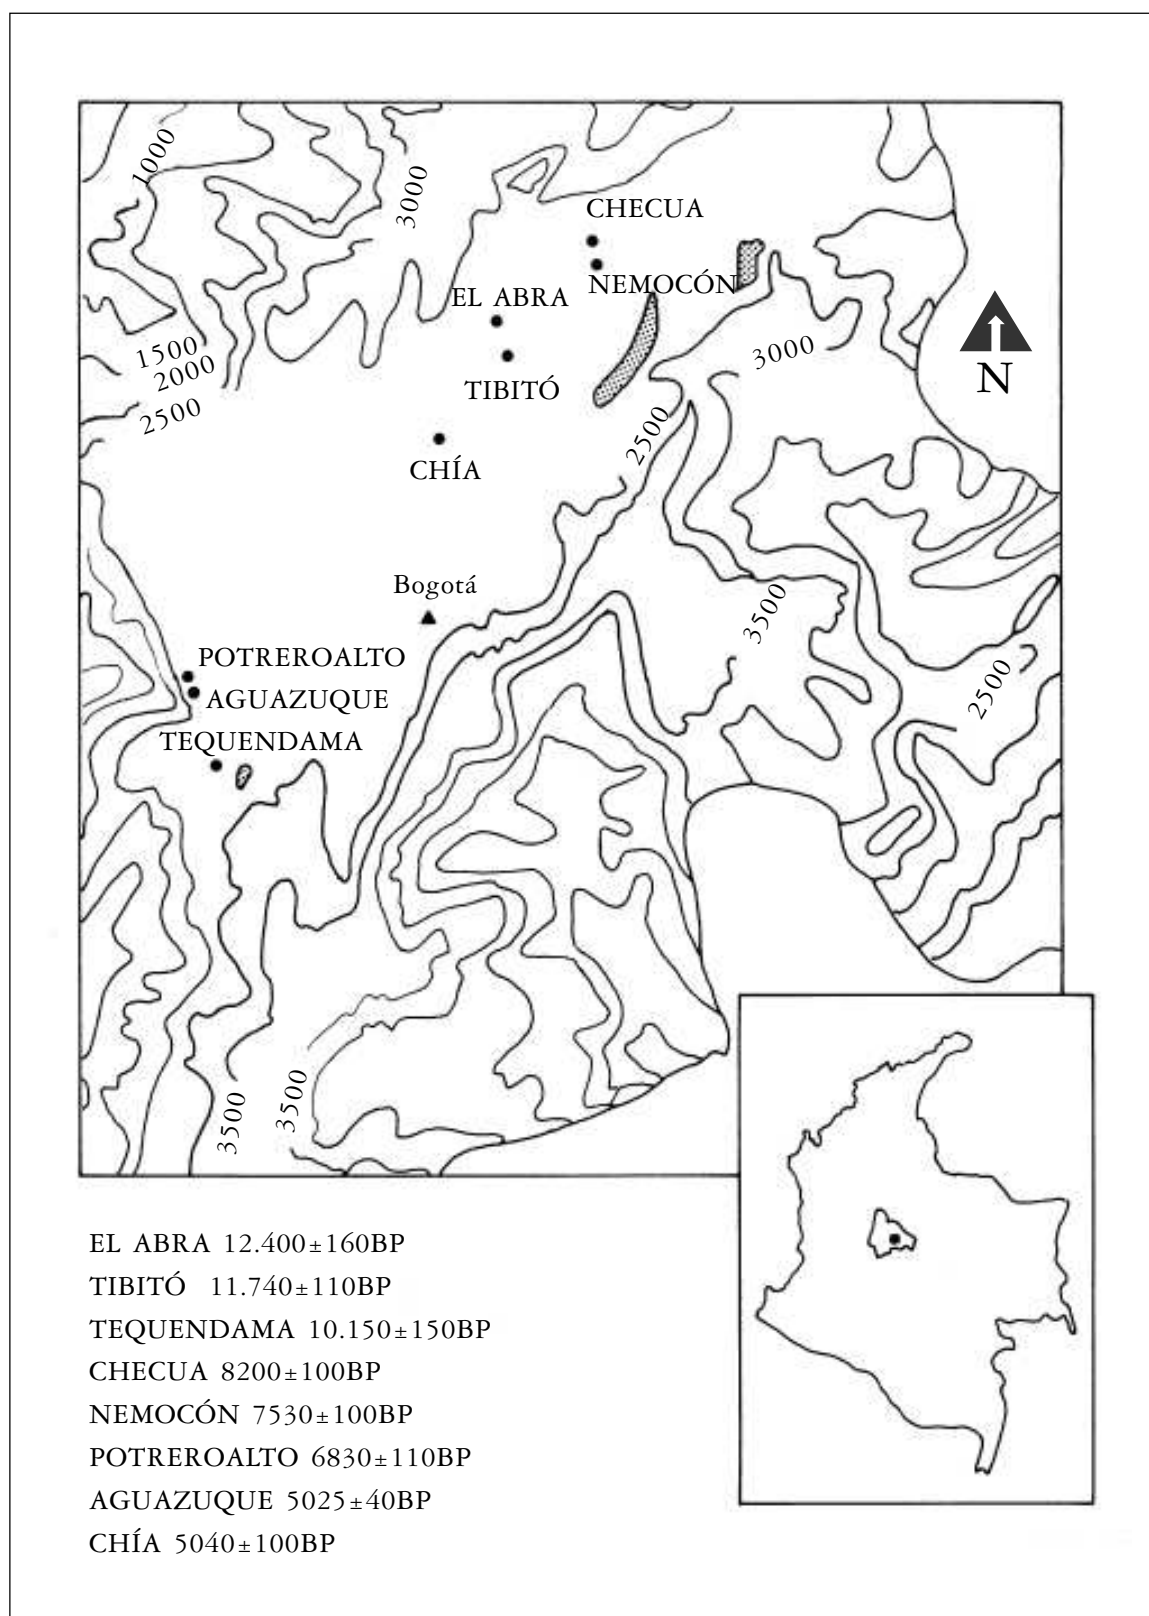 1000
3000
CHECUA
NEMOCÓN
EL ABRA
1500
2000
2500
TIBITÓ
3000
N
2500
CHÍA
Bogotá
3500
POTREROALTO
AGUAZUQUE
2500
TEQUENDAMA
3500
3500
EL ABRA 12.400±160BP
TIBITÓ 11.740±110BP
TEQUENDAMA 10.150±150BP
CHECUA 8200±100BP
NEMOCÓN 7530±100BP
POTREROALTO 6830±110BP
AGUAZUQUE 5025±40BP
CHÍA 5040±100BP